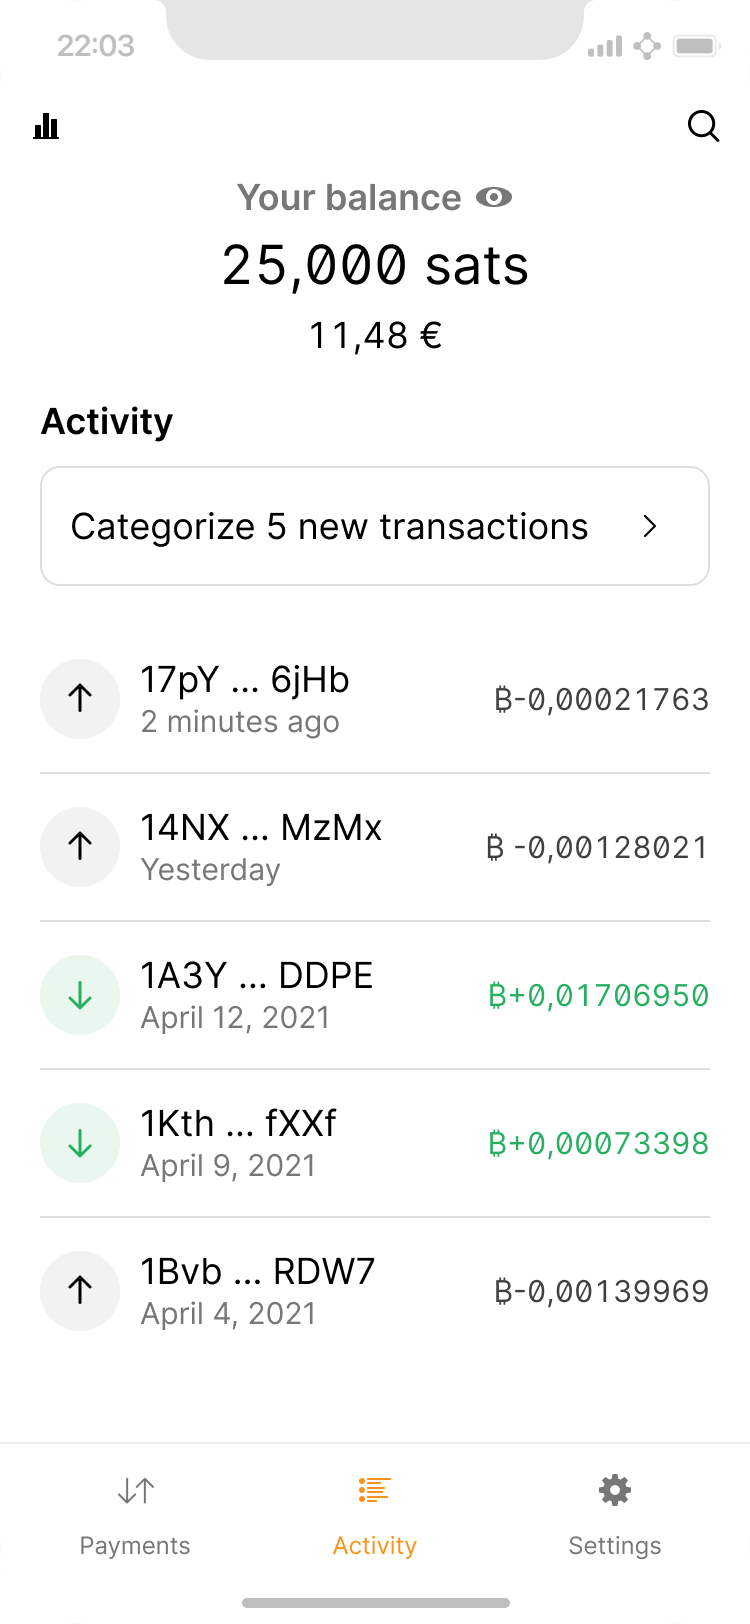 22:03
Your balance
25,000 sats
11,48 €
Activity
Categorize 5 new transactions
17pY ... 6jHb
2 minutes ago
₿-0,00021763
14NX ... MzMx
Yesterday
₿ -0,00128021
1A3Y ... DDPE
April 12, 2021
₿+0,01706950
1Kth ... fXXf
April 9, 2021
₿+0,00073398
1Bvb ... RDW7
April 4, 2021
₿-0,00139969
Payments
Activity
Settings